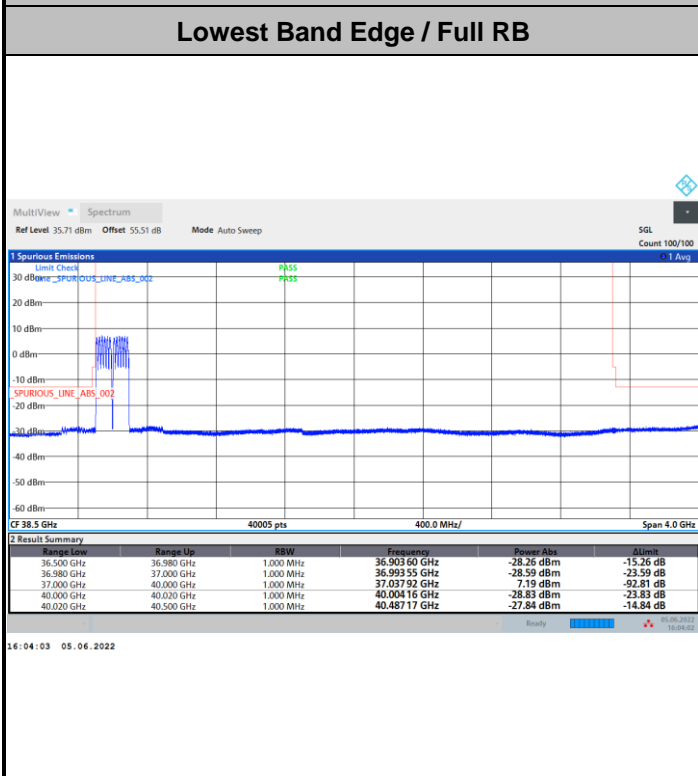 Lowest Band Edge / Full RB
MultiView Spectrum
Ref Level 35.71 dBm Offset 55.51 dB Mode Auto Sweep SGL
Count 100/100
1 Spurious Emissions 1 Avg
Limit Check PASS
30 dBm Line _SPURIOUS_LINE_ABS_002 PASS
20 dBm
10 dBm
0 dBm
-10 dBm
_SPURIOUS_LINE_ABS_002
-20 dBm
-30 dBm
-40 dBm
-50 dBm
-60 dBm
CF 38.5 GHz 40005 pts 400.0 MHz/ Span 4.0 GHz
2 Result Summary
Range Low Range Up RBW Frequency Power Abs ΔLimit
36.500 GHz 36.980 GHz 1.000 MHz 36.903 60 GHz -28.26 dBm -15.26 dB
36.980 GHz 37.000 GHz 1.000 MHz 36.993 55 GHz -28.59 dBm -23.59 dB
37.000 GHz 40.000 GHz 1.000 MHz 37.037 92 GHz 7.19 dBm -92.81 dB
40.000 GHz 40.020 GHz 1.000 MHz 40.004 16 GHz -28.83 dBm -23.83 dB
40.020 GHz 40.500 GHz 1.000 MHz 40.487 17 GHz -27.84 dBm -14.84 dB
Ready 05.06.2022
16:04:02
16:04:03 05.06.2022